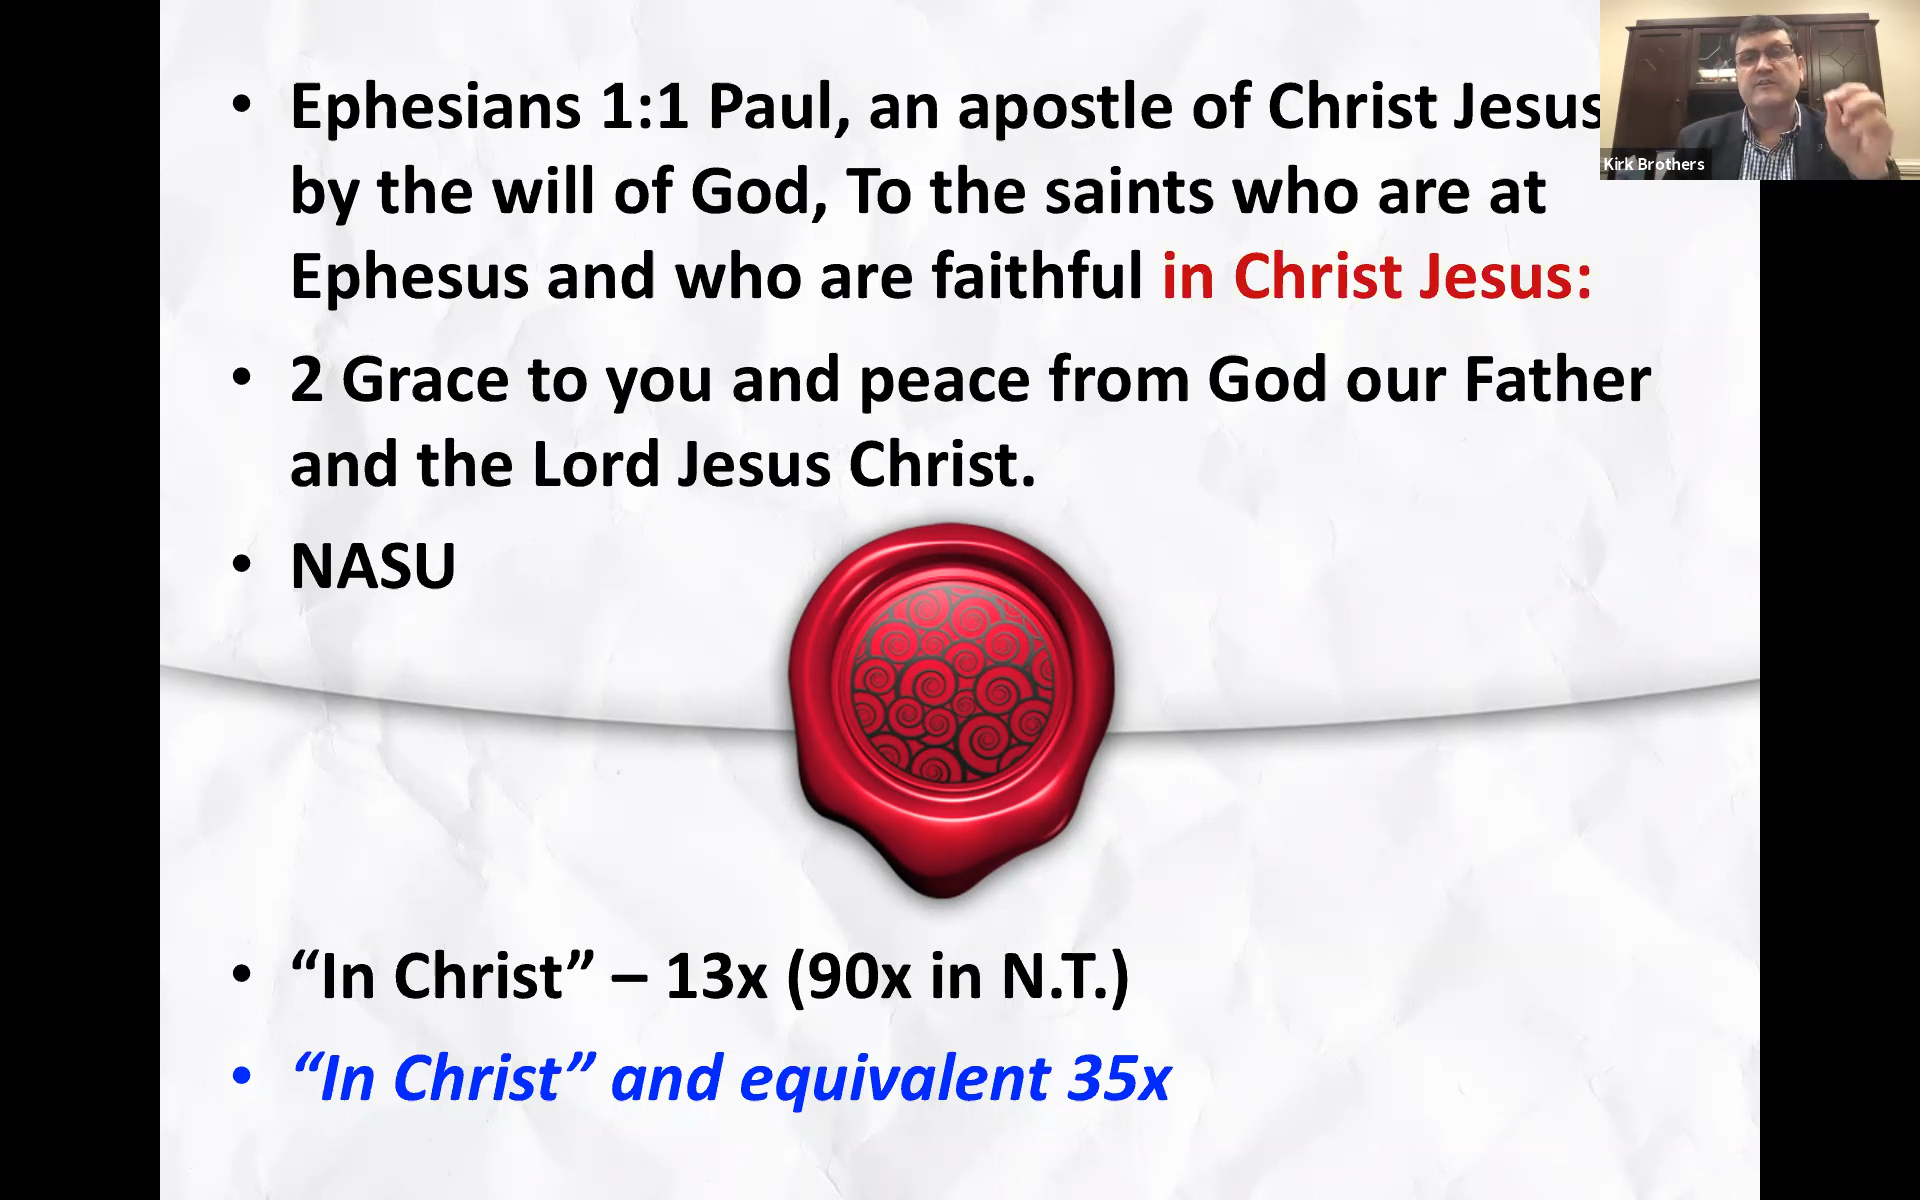 • Ephesians 1:1 Paul, an apostle of Christ Jesus
by the will of God, To the saints who are at
Ephesus and who are faithful in Christ Jesus:
• 2 Grace to you and peace from God our Father
and the Lord Jesus Christ.
• NASU
• “In Christ” – 13x (90x in N.T.)
• “In Christ” and equivalent 35x
Kirk Brothers